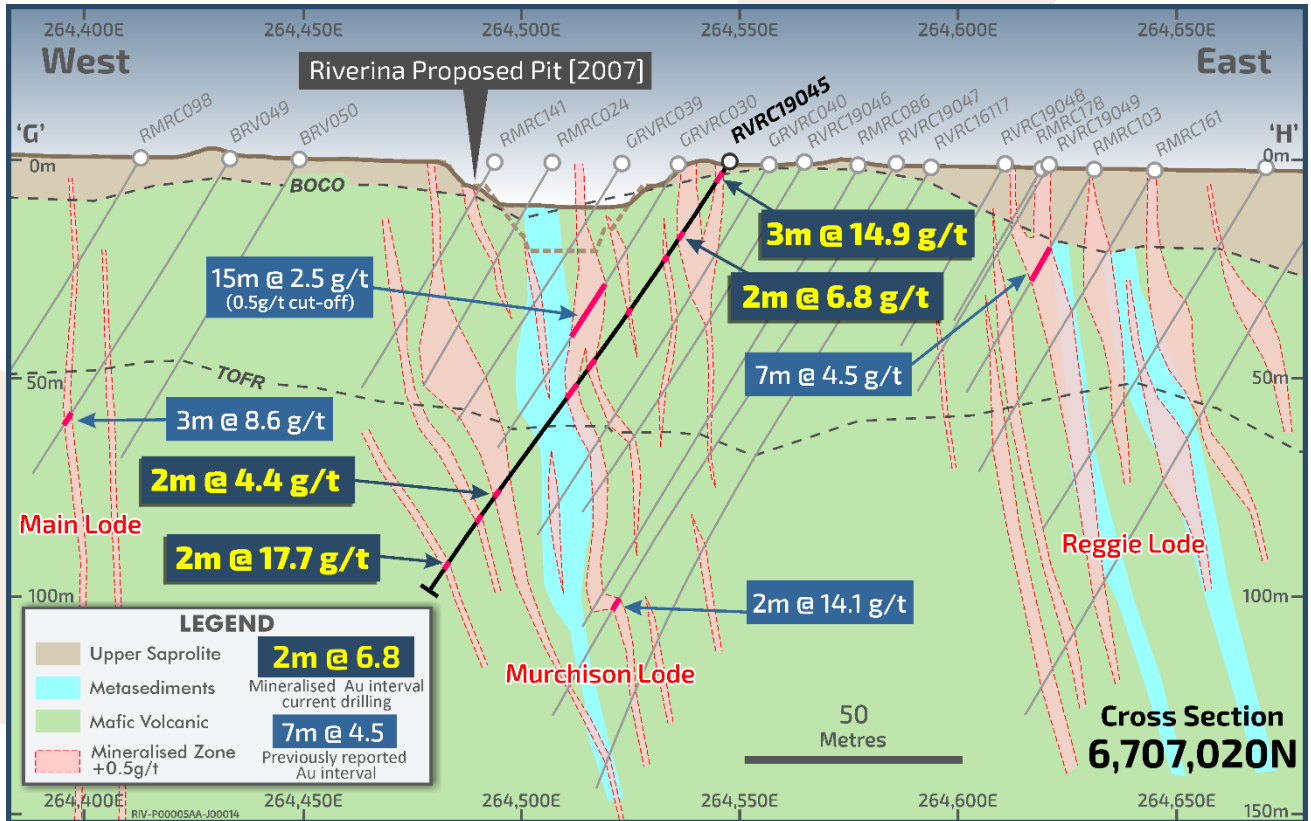 264,400E 264,450E 264,500E 264,550E 264,600E 264,650E
West
East
Riverina Proposed Pit [2007]
'G'
'H'
RMRC098
BRV049
BRV050
RMRC141
RMRC024
GRVRC039
GRVRC030
RVRC19045
GRVRC040
RVRC19046
RMRC086
RVRC19047
RVRC16117
RVRC19048
RMRC178
RVRC19049
RMRC103
RMRC161
0m
0m
BOCO
3m @ 14.9 g/t
15m @ 2.5 g/t
(0.5g/t cut-off)
2m @ 6.8 g/t
7m @ 4.5 g/t
TOFR
50m
50m
3m @ 8.6 g/t
2m @ 4.4 g/t
Main Lode
2m @ 17.7 g/t
Reggie Lode
100m
100m
2m @ 14.1 g/t
Murchison Lode
LEGEND
Upper Saprolite
Metasediments
Mafic Volcanic
Mineralised Zone
+0.5g/t
2m @ 6.8
Mineralised Au interval
current drilling
7m @ 4.5
Previously reported
Au interval
50
Metres
Cross Section
6,707,020N
264,400E 264,450E 264,500E 264,550E 264,600E 264,650E
150m
RIV-P00005AA-J00014